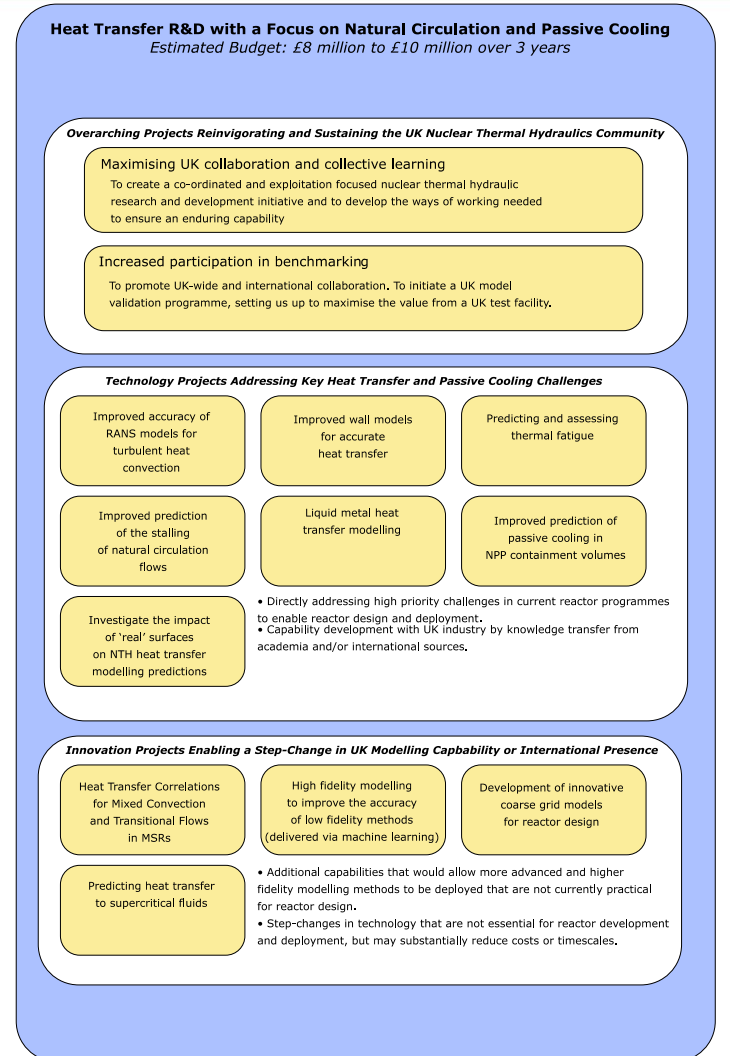 Heat Transfer R&D with a Focus on Natural Circulation and Passive Cooling
Estimated Budget: £8 million to £10 million over 3 years
Overarching Projects Reinvigorating and Sustaining the UK Nuclear Thermal Hydraulics Community
Maximising UK collaboration and collective learning
To create a co-ordinated and exploitation focused nuclear thermal hydraulic
research and development initiative and to develop the ways of working needed
to ensure an enduring capability
Increased participation in benchmarking
To promote UK-wide and international collaboration. To initiate a UK model
validation programme, setting us up to maximise the value from a UK test facility.
Technology Projects Addressing Key Heat Transfer and Passive Cooling Challenges
Improved accuracy of
RANS models for
turbulent heat
convection
Improved wall models
for accurate
heat transfer
Predicting and assessing
thermal fatigue
Improved prediction
of the stalling
of natural circulation
flows
Liquid metal heat
transfer modelling
Improved prediction of
passive cooling in
NPP containment volumes
Investigate the impact
of ‘real’ surfaces
on NTH heat transfer
modelling predictions
• Directly addressing high priority challenges in current reactor programmes
to enable reactor design and deployment.
• Capability development with UK industry by knowledge transfer from
academia and/or international sources.
Innovation Projects Enabling a Step-Change in UK Modelling Capbability or International Presence
Heat Transfer Correlations
for Mixed Convection
and Transitional Flows
in MSRs
High fidelity modelling
to improve the accuracy
of low fidelity methods
(delivered via machine learning)
Development of innovative
coarse grid models
for reactor design
Predicting heat transfer
to supercritical fluids
• Additional capabilities that would allow more advanced and higher
fidelity modelling methods to be deployed that are not currently practical
for reactor design.
• Step-changes in technology that are not essential for reactor development
and deployment, but may substantially reduce costs or timescales.